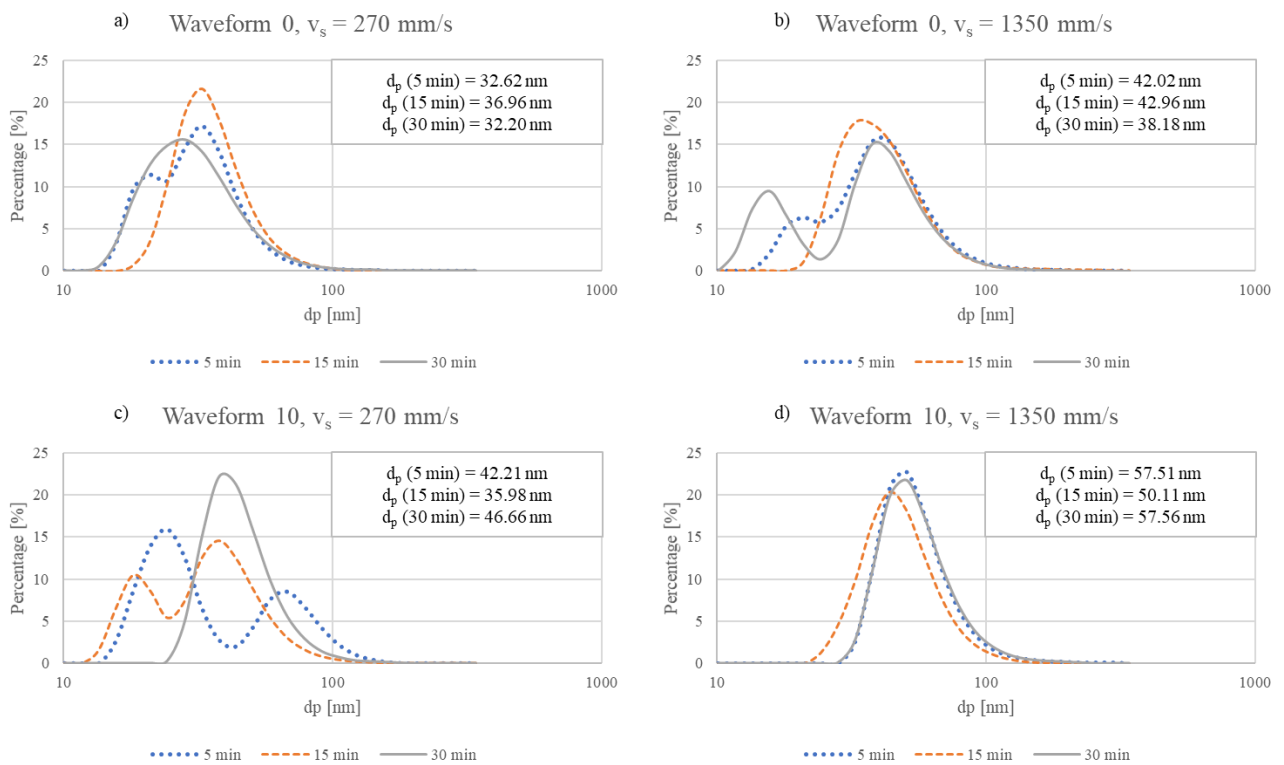 a)
Waveform 0, vₛ = 270 mm/s
25
20
15
10
5
0
Percentage [%]
dₚ (5 min) = 32.62 nm
dₚ (15 min) = 36.96 nm
dₚ (30 min) = 32.20 nm
10 100 1000
dp [nm]
5 min 15 min 30 min
b)
Waveform 0, vₛ = 1350 mm/s
25
20
15
10
5
0
Percentage [%]
dₚ (5 min) = 42.02 nm
dₚ (15 min) = 42.96 nm
dₚ (30 min) = 38.18 nm
10 100 1000
dp [nm]
5 min 15 min 30 min
c)
Waveform 10, vₛ = 270 mm/s
25
20
15
10
5
0
Percentage [%]
dₚ (5 min) = 42.21 nm
dₚ (15 min) = 35.98 nm
dₚ (30 min) = 46.66 nm
10 100 1000
dp [nm]
5 min 15 min 30 min
d)
Waveform 10, vₛ = 1350 mm/s
25
20
15
10
5
0
Percentage [%]
dₚ (5 min) = 57.51 nm
dₚ (15 min) = 50.11 nm
dₚ (30 min) = 57.56 nm
10 100 1000
dp [nm]
5 min 15 min 30 min